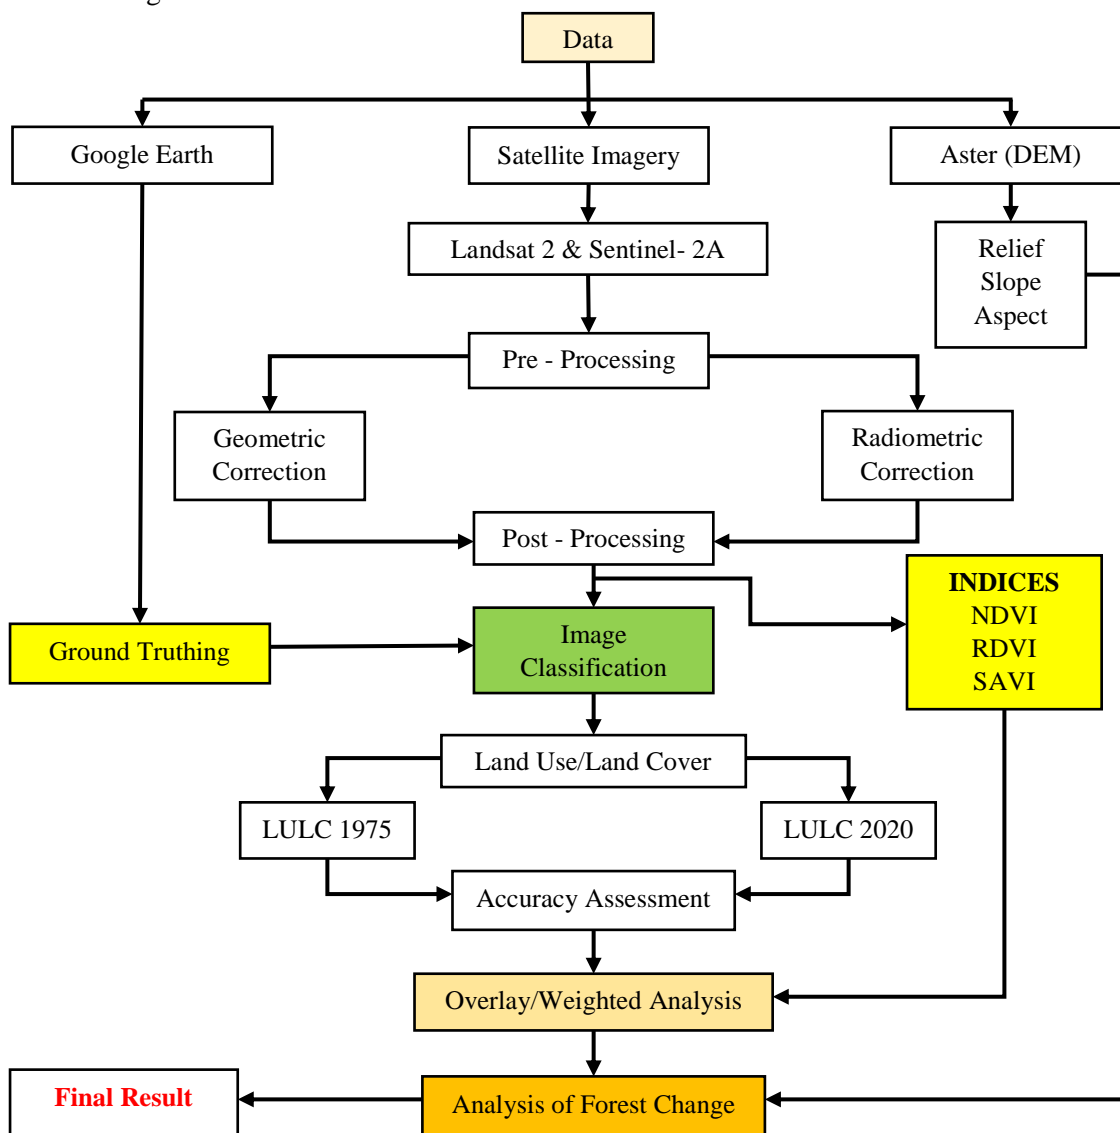 Data
Google Earth
Satellite Imagery
Aster (DEM)
Landsat 2 & Sentinel- 2A
Relief
Slope
Aspect
Pre - Processing
Geometric
Correction
Radiometric
Correction
Post - Processing
INDICES
NDVI
RDVI
SAVI
Ground Truthing
Image
Classification
Land Use/Land Cover
LULC 1975
LULC 2020
Accuracy Assessment
Overlay/Weighted Analysis
Final Result
Analysis of Forest Change